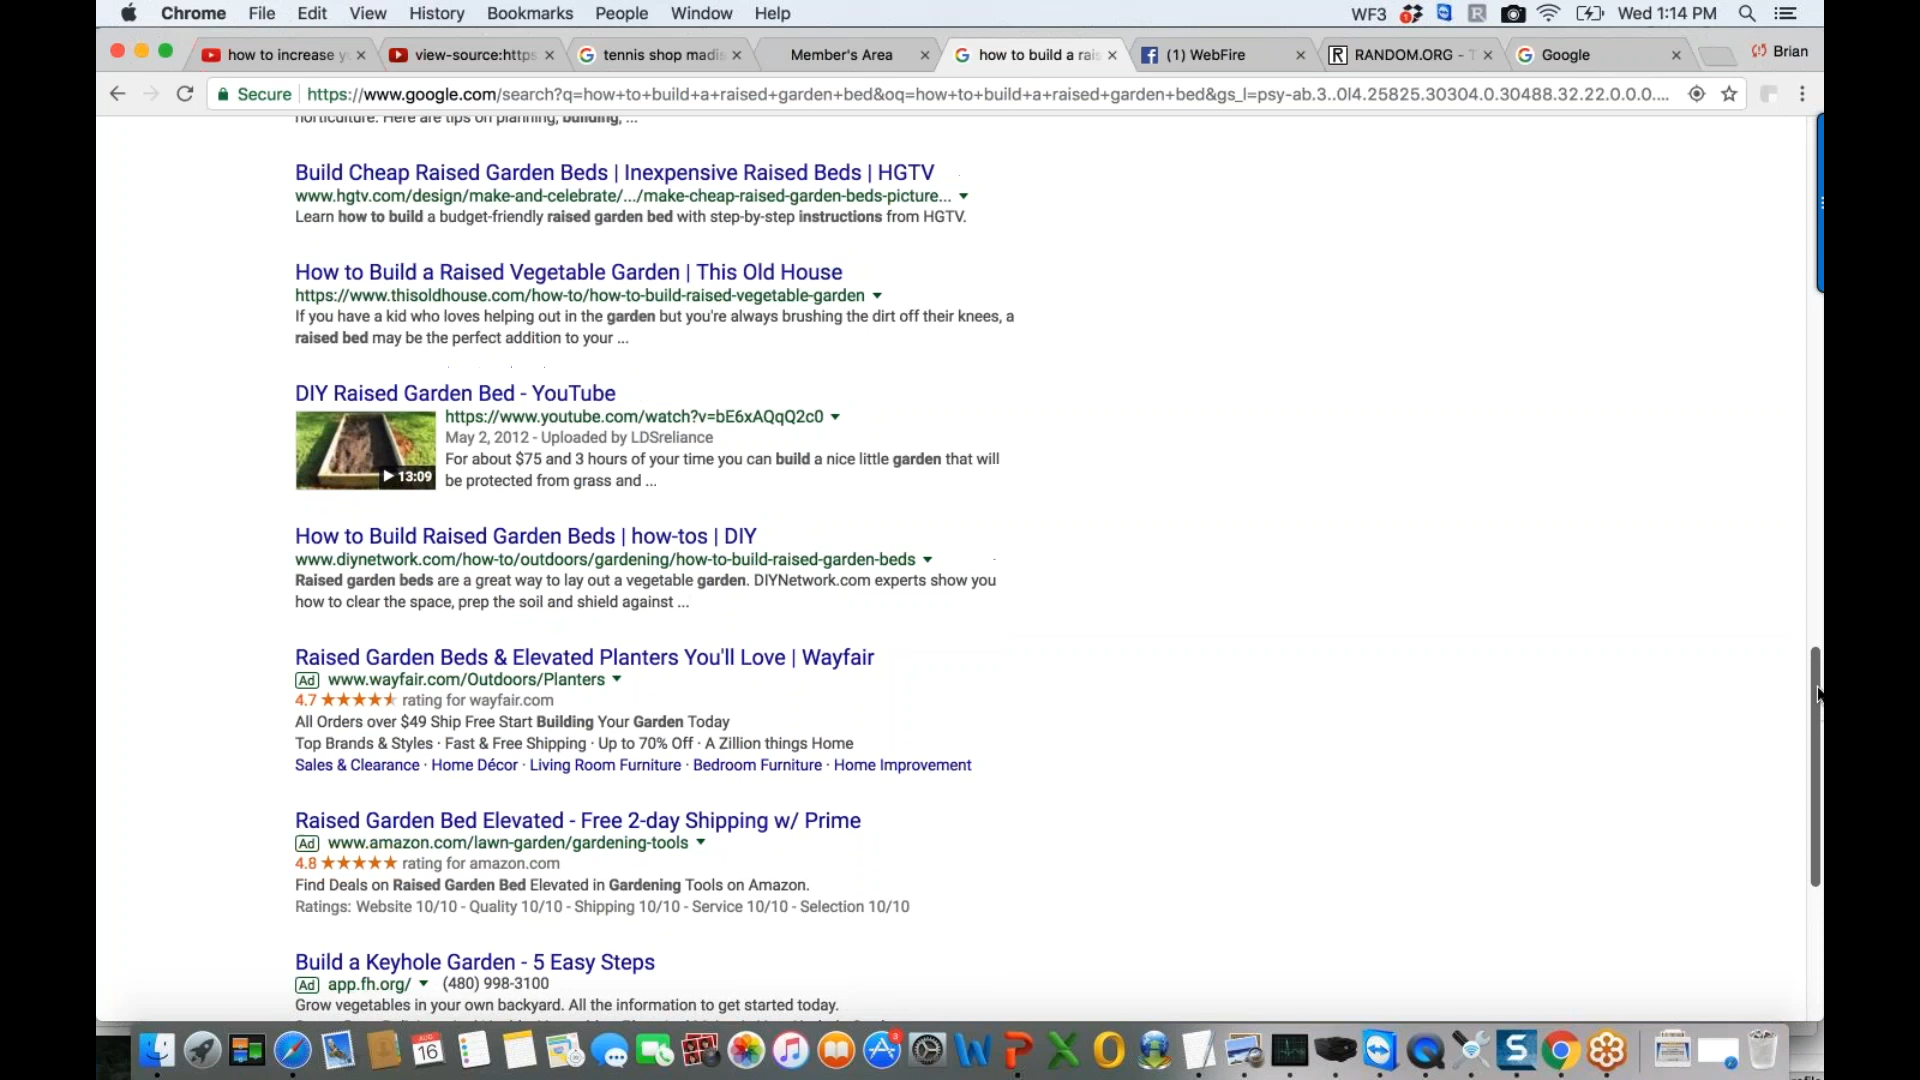 Chrome File Edit View History Bookmarks People Window Help WF3 Wed 1:14 PM
how to increase y view-source:https tennis shop madis Member's Area how to build a rais (1) WebFire RANDOM.ORG - T Google Brian
Secure https://www.google.com/search?q=how+to+build+a+raised+garden+bed&oq=how+to+build+a+raised+garden+bed&gs_l=psy-ab.3..0l4.25825.30304.0.30488.32.22.0.0.0....
horticulture. Here are tips on planning, building, ...
Build Cheap Raised Garden Beds | Inexpensive Raised Beds | HGTV
www.hgtv.com/design/make-and-celebrate/.../make-cheap-raised-garden-beds-picture...
Learn how to build a budget-friendly raised garden bed with step-by-step instructions from HGTV.
How to Build a Raised Vegetable Garden | This Old House
https://www.thisoldhouse.com/how-to/how-to-build-raised-vegetable-garden
If you have a kid who loves helping out in the garden but you're always brushing the dirt off their knees, a
raised bed may be the perfect addition to your ...
DIY Raised Garden Bed - YouTube
https://www.youtube.com/watch?v=bE6xAQqQ2c0
May 2, 2012 - Uploaded by LDSreliance
For about $75 and 3 hours of your time you can build a nice little garden that will
13:09
be protected from grass and ...
How to Build Raised Garden Beds | how-tos | DIY
www.diynetwork.com/how-to/outdoors/gardening/how-to-build-raised-garden-beds
Raised garden beds are a great way to lay out a vegetable garden. DIYNetwork.com experts show you
how to clear the space, prep the soil and shield against ...
Raised Garden Beds & Elevated Planters You'll Love | Wayfair
Ad www.wayfair.com/Outdoors/Planters
4.7 rating for wayfair.com
All Orders over $49 Ship Free Start Building Your Garden Today
Top Brands & Styles · Fast & Free Shipping · Up to 70% Off · A Zillion things Home
Sales & Clearance · Home Décor · Living Room Furniture · Bedroom Furniture · Home Improvement
Raised Garden Bed Elevated - Free 2-day Shipping w/ Prime
Ad www.amazon.com/lawn-garden/gardening-tools
4.8 rating for amazon.com
Find Deals on Raised Garden Bed Elevated in Gardening Tools on Amazon.
Ratings: Website 10/10 - Quality 10/10 - Shipping 10/10 - Service 10/10 - Selection 10/10
Build a Keyhole Garden - 5 Easy Steps
Ad app.fh.org/ (480) 998-3100
Grow vegetables in your own backyard. All the information to get started today.
AUG
16